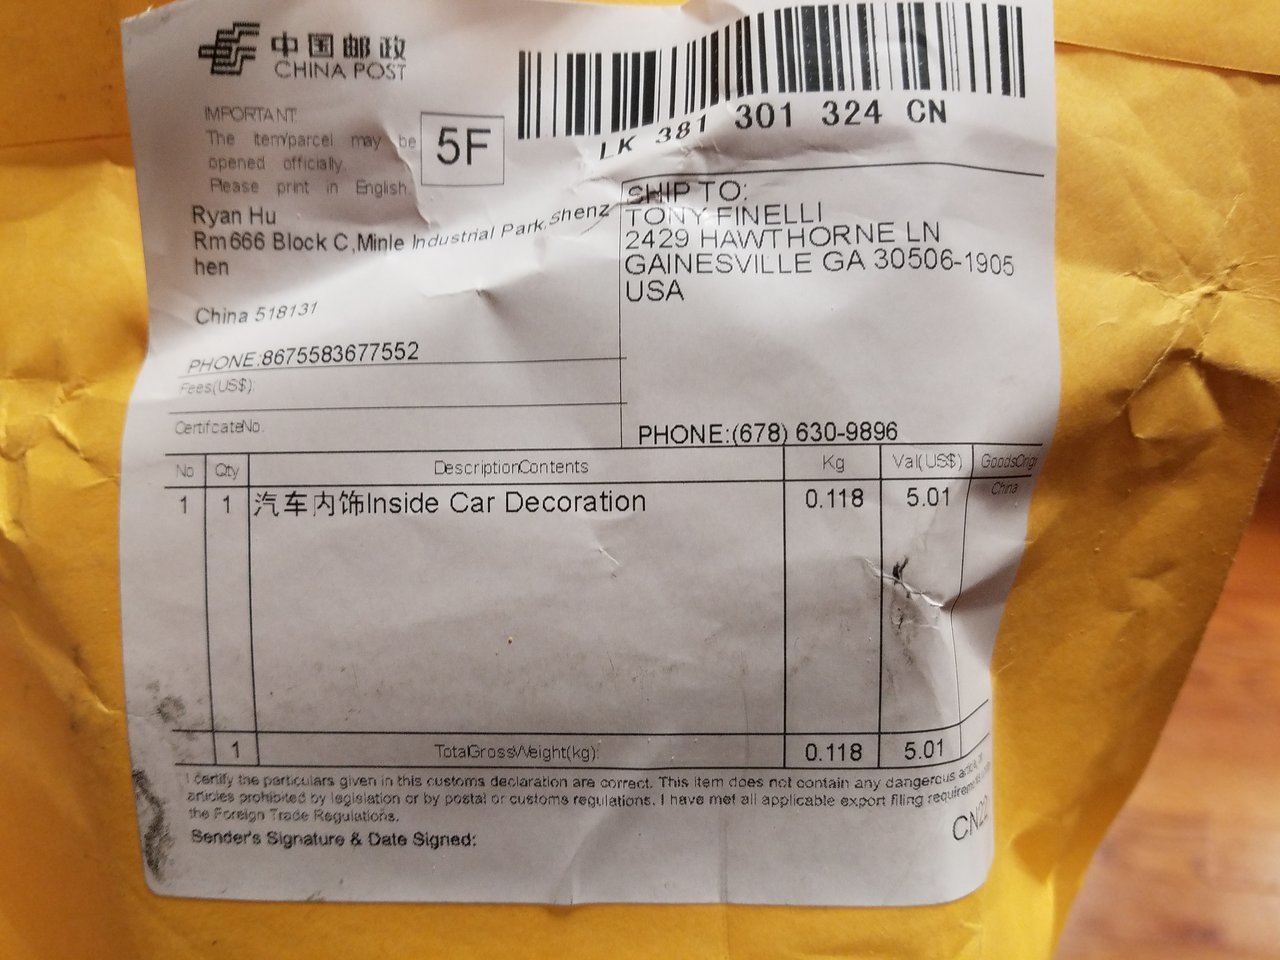 中国邮政
CHINA POST
LK 381 301 324 CN
IMPORTANT:
The item/parcel may be
opened officially.
Please print in English.
5F
Ryan Hu
Rm666 Block C,Minle Industrial Park,Shenz
hen
China 518131
PHONE:8675583677552
Fees(US$):
CertifcateNo.
SHIP TO:
TONY FINELLI
2429 HAWTHORNE LN
GAINESVILLE GA 30506-1905
USA
PHONE:(678) 630-9896
No Qty DescriptionContents Kg Val(US$) GoodsOrigi
1 1 汽车内饰Inside Car Decoration 0.118 5.01 China
1 TotalGrossWeight(kg): 0.118 5.01
I certify the particulars given in this customs declaration are correct. This item does not contain any dangerous article, or
articles prohibited by legislation or by postal or customs regulations. I have met all applicable export filing requirements
the Foreign Trade Regulations.
Sender's Signature & Date Signed:
CN22